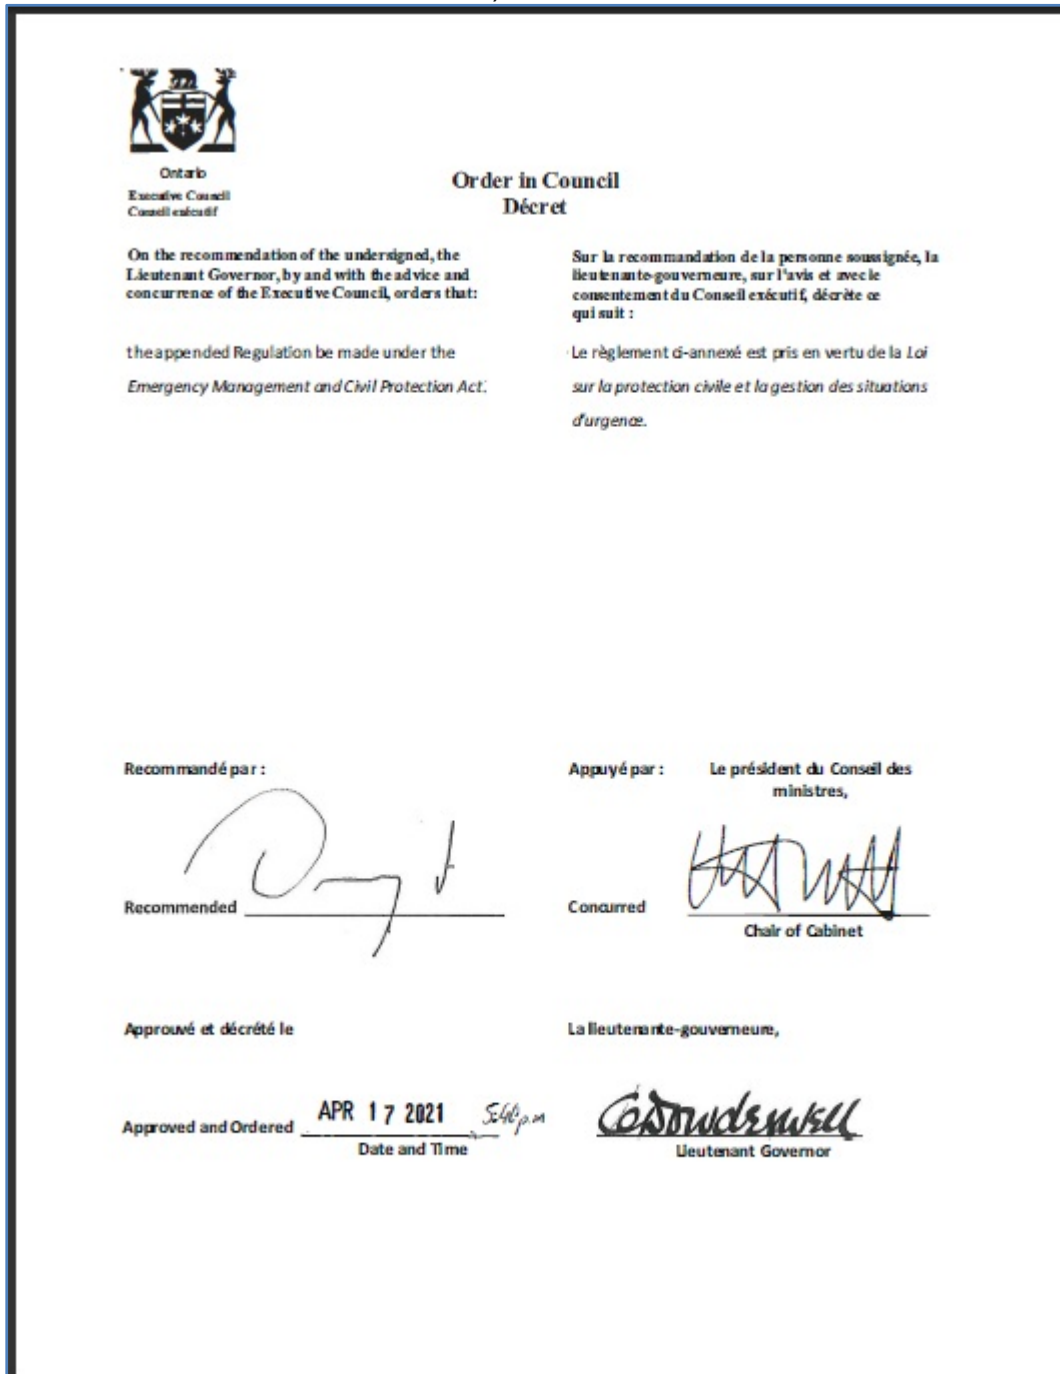 Ontario
Executive Council
Conseil exécutif
Order in Council
Décret
On the recommendation of the undersigned, the
Lieutenant Governor, by and with the advice and
concurrence of the Executive Council, orders that:
the appended Regulation be made under the
Emergency Management and Civil Protection Act.
Sur la recommandation de la personne soussignée, la
lieutenante-gouverneure, sur l'avis et avec le
consentement du Conseil exécutif, décrète ce
qui suit :
Le règlement ci-annexé est pris en vertu de la Loi
sur la protection civile et la gestion des situations
d'urgence.
Recommandé par :
Recommended
Appuyé par : Le président du Conseil des
ministres,
Concurred
Chair of Cabinet
Approuvé et décrété le
Approved and Ordered APR 17 2021 5:40 p.m
Date and Time
La lieutenante-gouverneure,
Lieutenant Governor